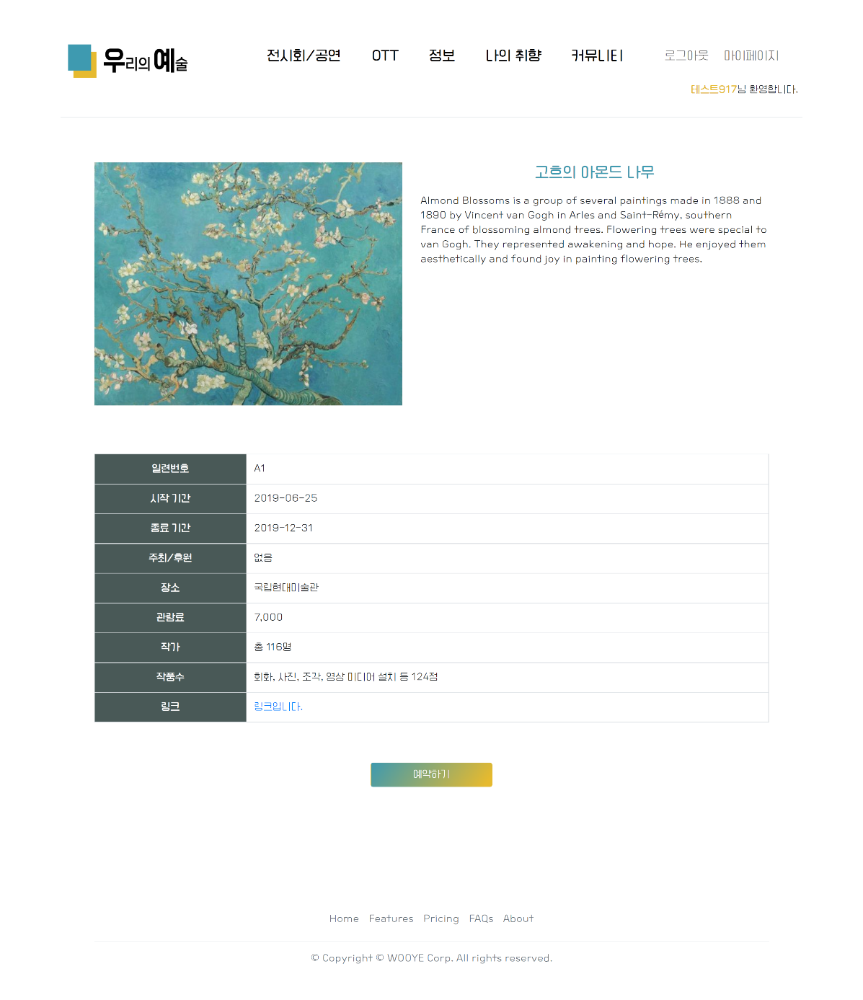 우리의 예술
전시회/공연 OTT 정보 나의 취향 커뮤니티 로그아웃 마이페이지
테스트917님 환영합니다.
고흐의 아몬드 나무
Almond Blossoms is a group of several paintings made in 1888 and
1890 by Vincent van Gogh in Arles and Saint-Rémy, southern
France of blossoming almond trees. Flowering trees were special to
van Gogh. They represented awakening and hope. He enjoyed them
aesthetically and found joy in painting flowering trees.
일련번호 A1
시작 기간 2019-06-25
종료 기간 2019-12-31
주최/후원 없음
장소 국립현대미술관
관람료 7,000
작가 총 116명
작품수 회화, 사진, 조각, 영상 미디어 설치 등 124점
링크 링크입니다.
예약하기
Home Features Pricing FAQs About
© Copyright © WOOYE Corp. All rights reserved.